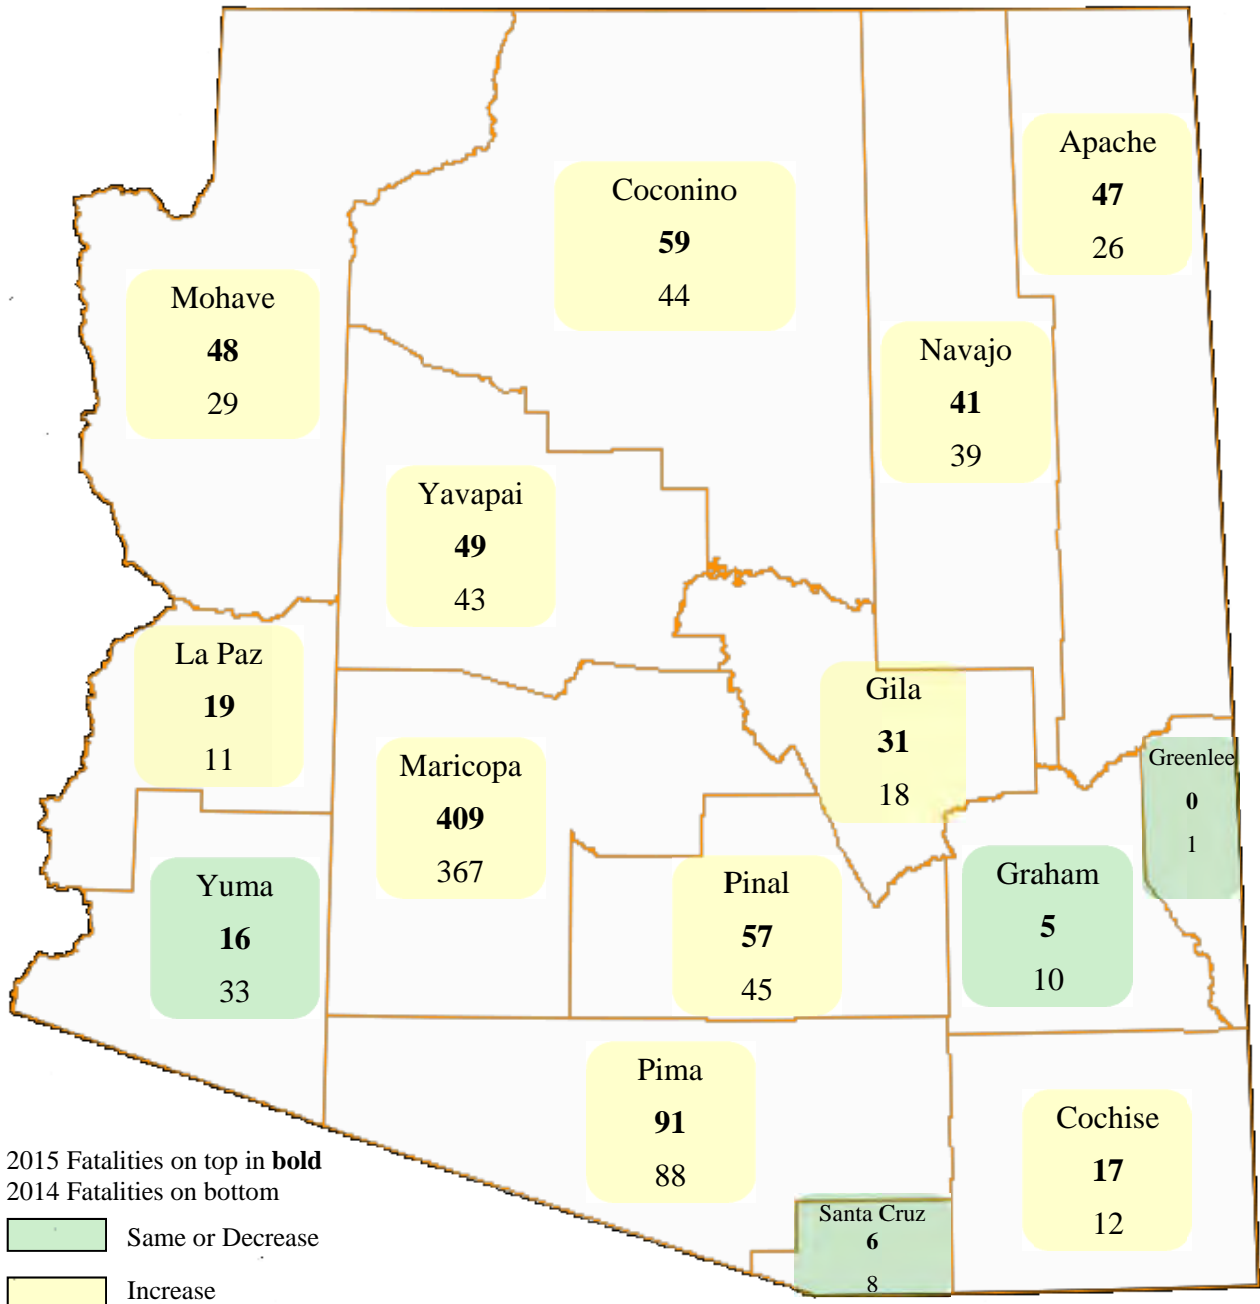 Apache
47
26
Coconino
59
44
Mohave
48
29
Navajo
41
39
Yavapai
49
43
La Paz
19
11
Gila
31
18
Maricopa
409
367
Greenlee
0
1
Yuma
16
33
Pinal
57
45
Graham
5
10
Pima
91
88
Cochise
17
12
Santa Cruz
6
8
2015 Fatalities on top in bold
2014 Fatalities on bottom
Same or Decrease
Increase